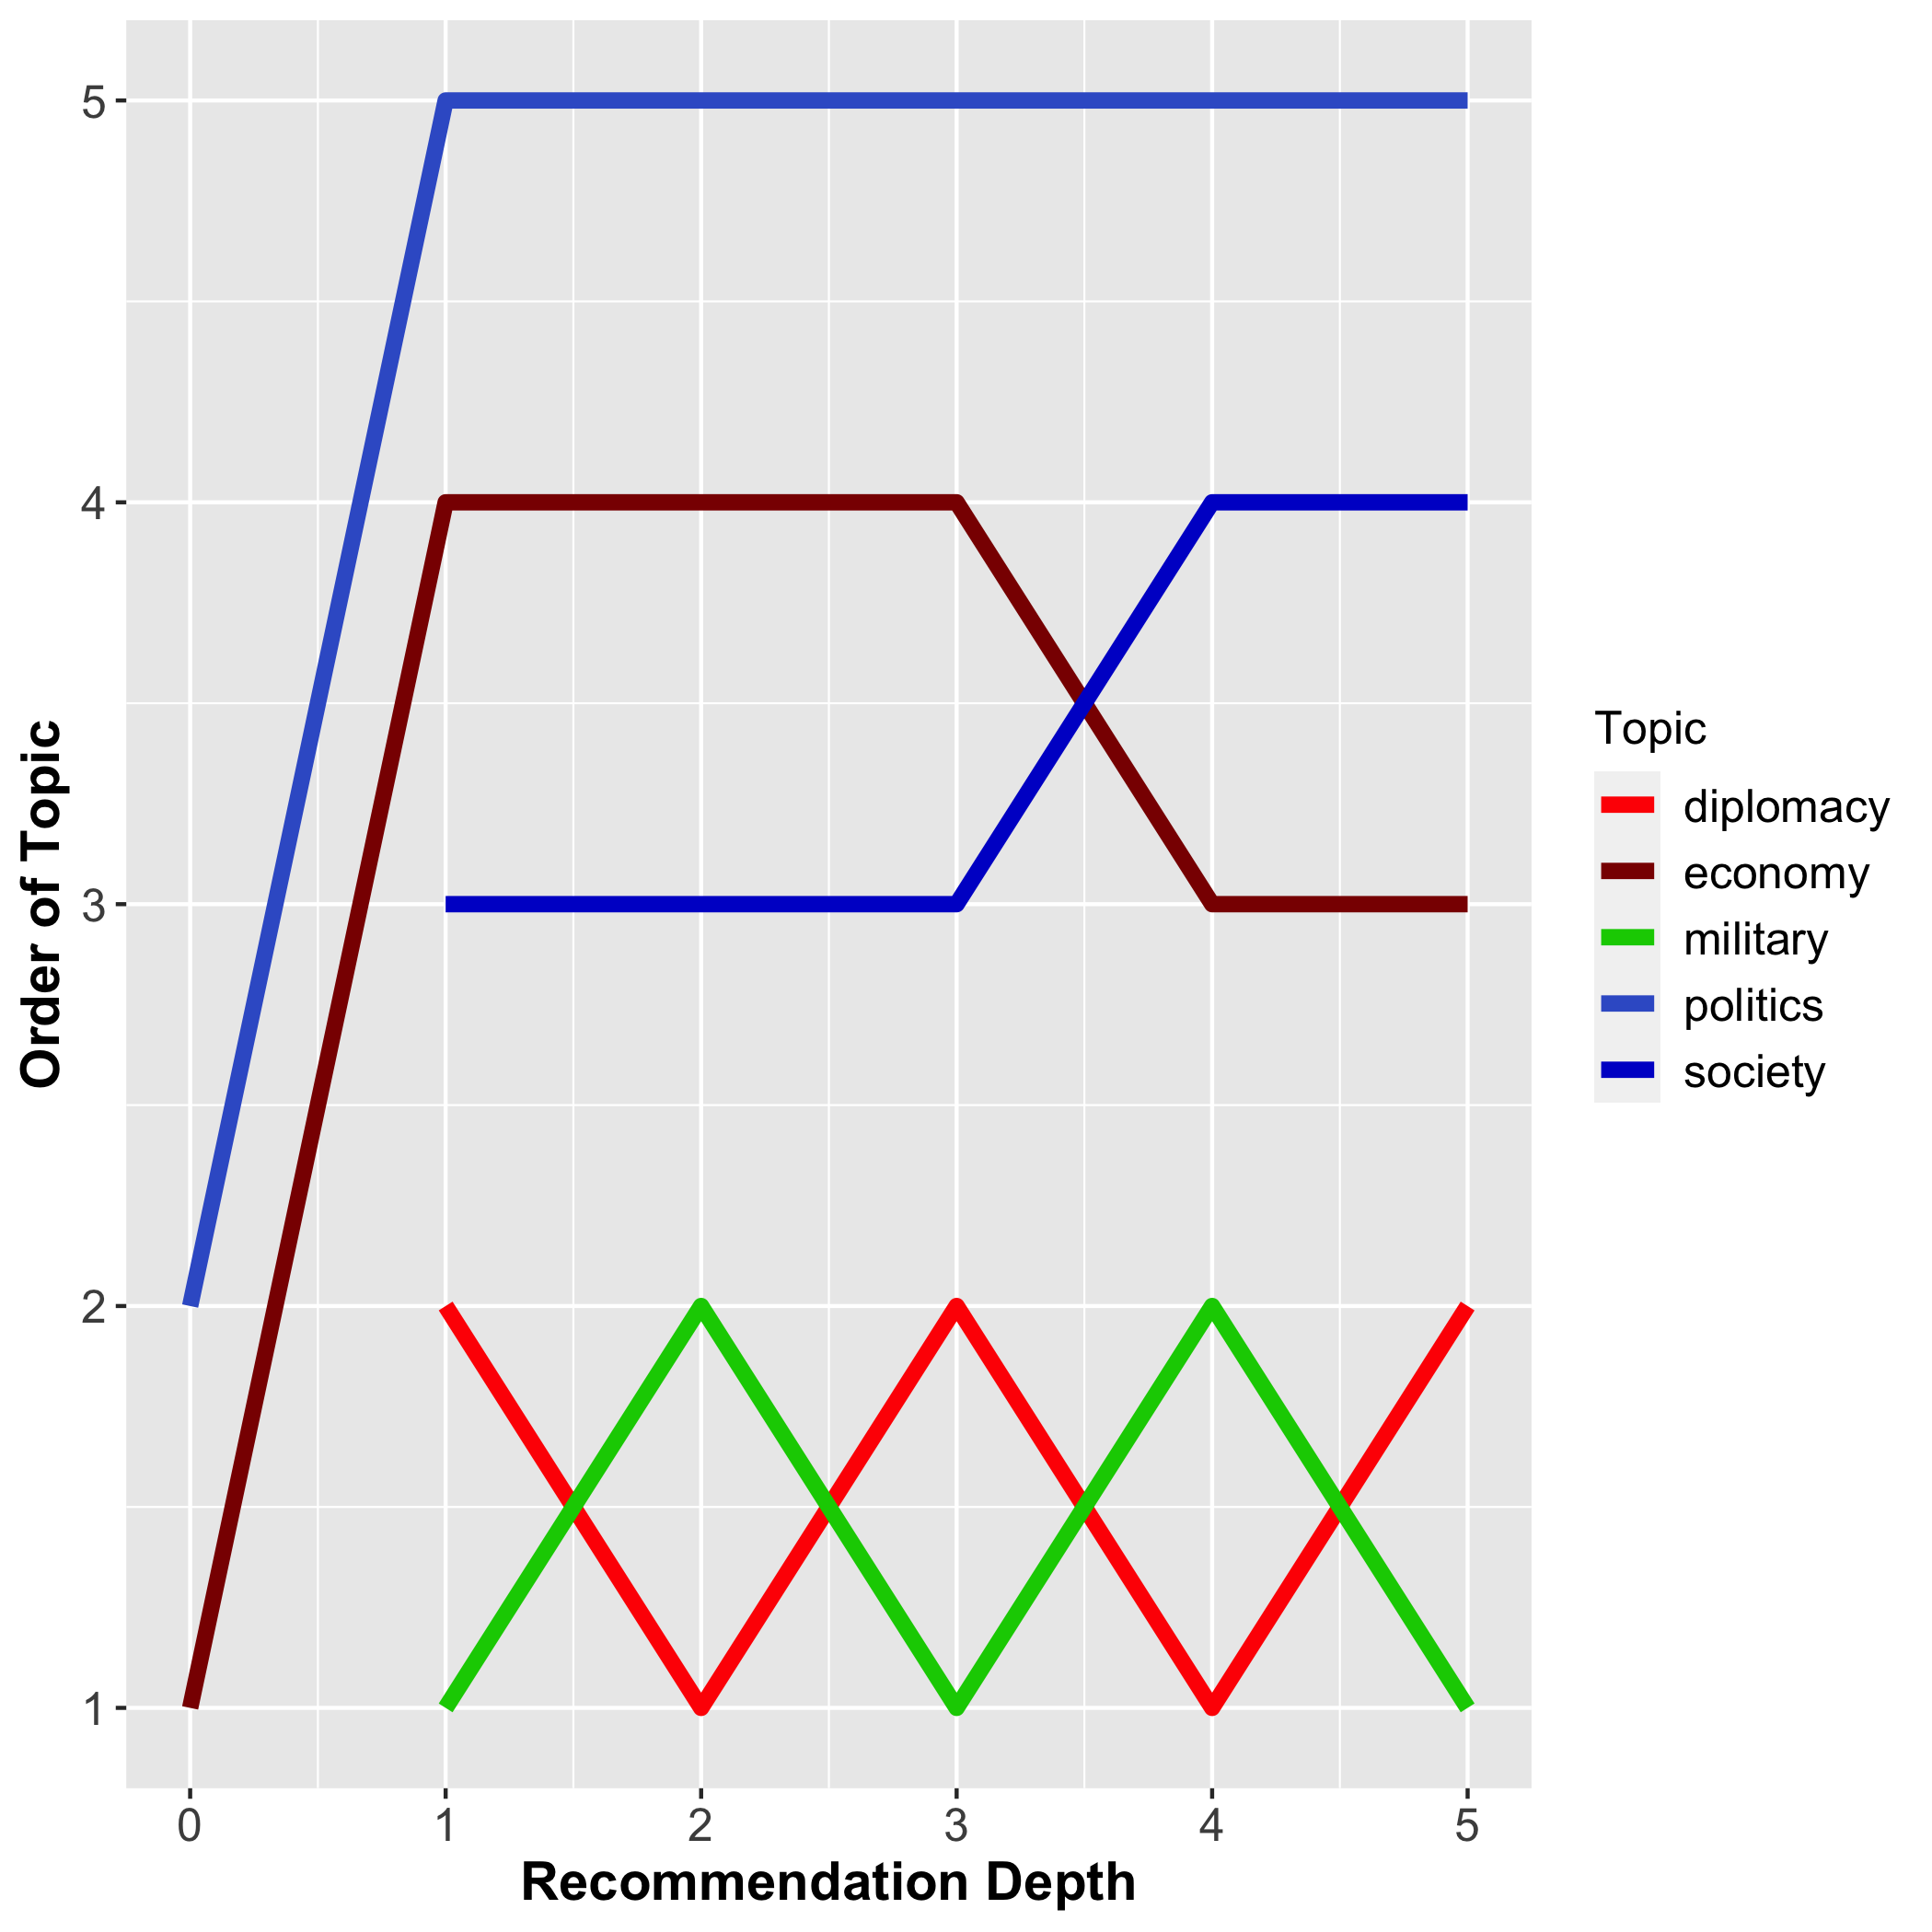 5
4
3
2
1
Order of Topic
0 1 2 3 4 5
Recommendation Depth
Topic
diplomacy
economy
military
politics
society